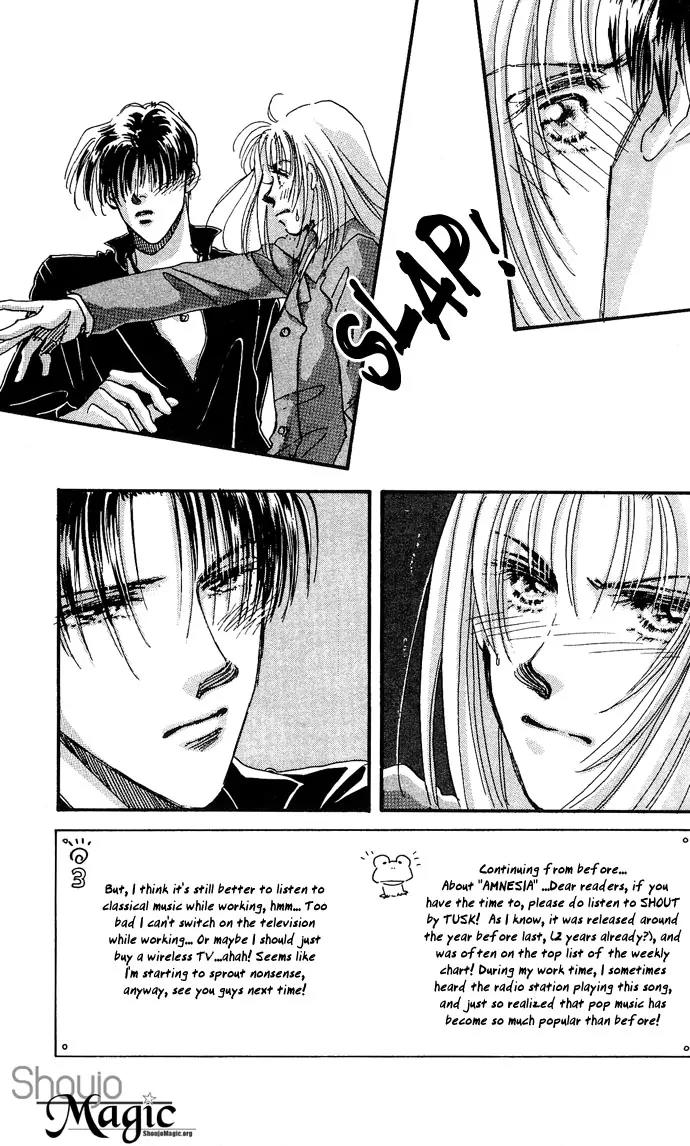 SLAP!
Continuing from before...
About "AMNESIA" ...Dear readers, if you
have the time to, please do listen to SHOUT
by TUSK! As I know, it was released around
the year before last, (2 years already?), and
was often on the top list of the weekly
chart! During my work time, I sometimes
heard the radio station playing this song,
and just so realized that pop music has
become so much popular than before!
3
But, I think it's still better to listen to
classical music while working, hmm... Too
bad I can't switch on the television
while working... Or maybe I should just
buy a wireless TV...ahah! Seems like
I'm starting to sprout nonsense,
anyway, see you guys next time!
Shoujo
Magic
ShoujoMagic.org